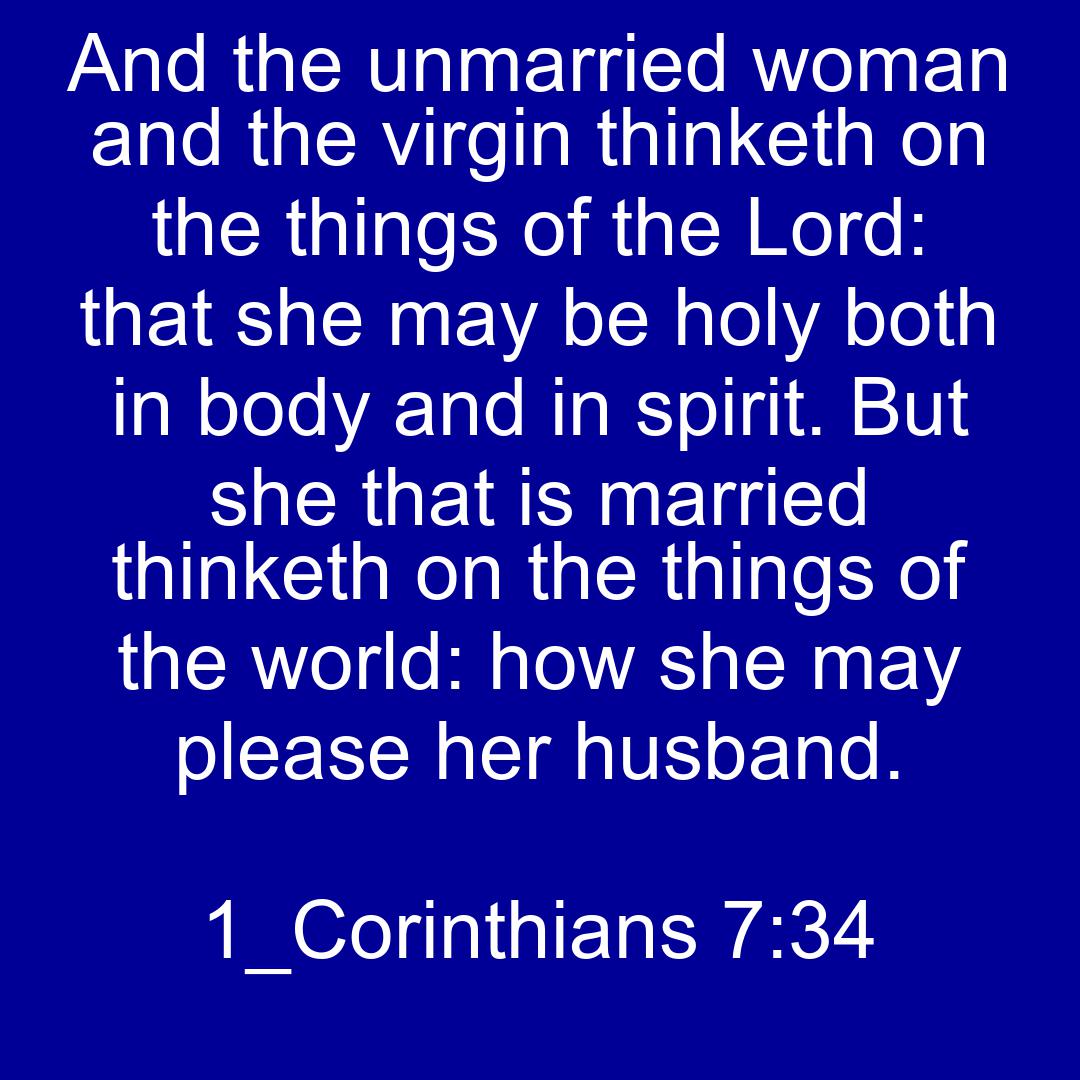 And the unmarried woman
and the virgin thinketh on
the things of the Lord:
that she may be holy both
in body and in spirit. But
she that is married
thinketh on the things of
the world: how she may
please her husband.
1_Corinthians 7:34